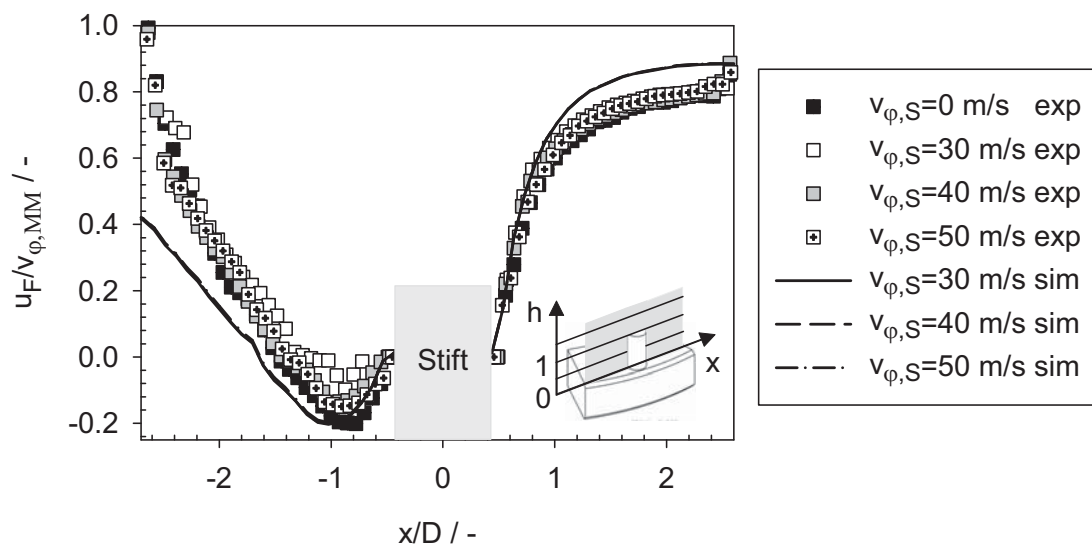 1.0
0.8
0.6
0.4
0.2
0.0
-0.2
u_F/v_φ,MM / -
-2
-1
0
1
2
x/D / -
Stift
h
1
0
x
v_φ,S=0 m/s exp
v_φ,S=30 m/s exp
v_φ,S=40 m/s exp
v_φ,S=50 m/s exp
v_φ,S=30 m/s sim
v_φ,S=40 m/s sim
v_φ,S=50 m/s sim